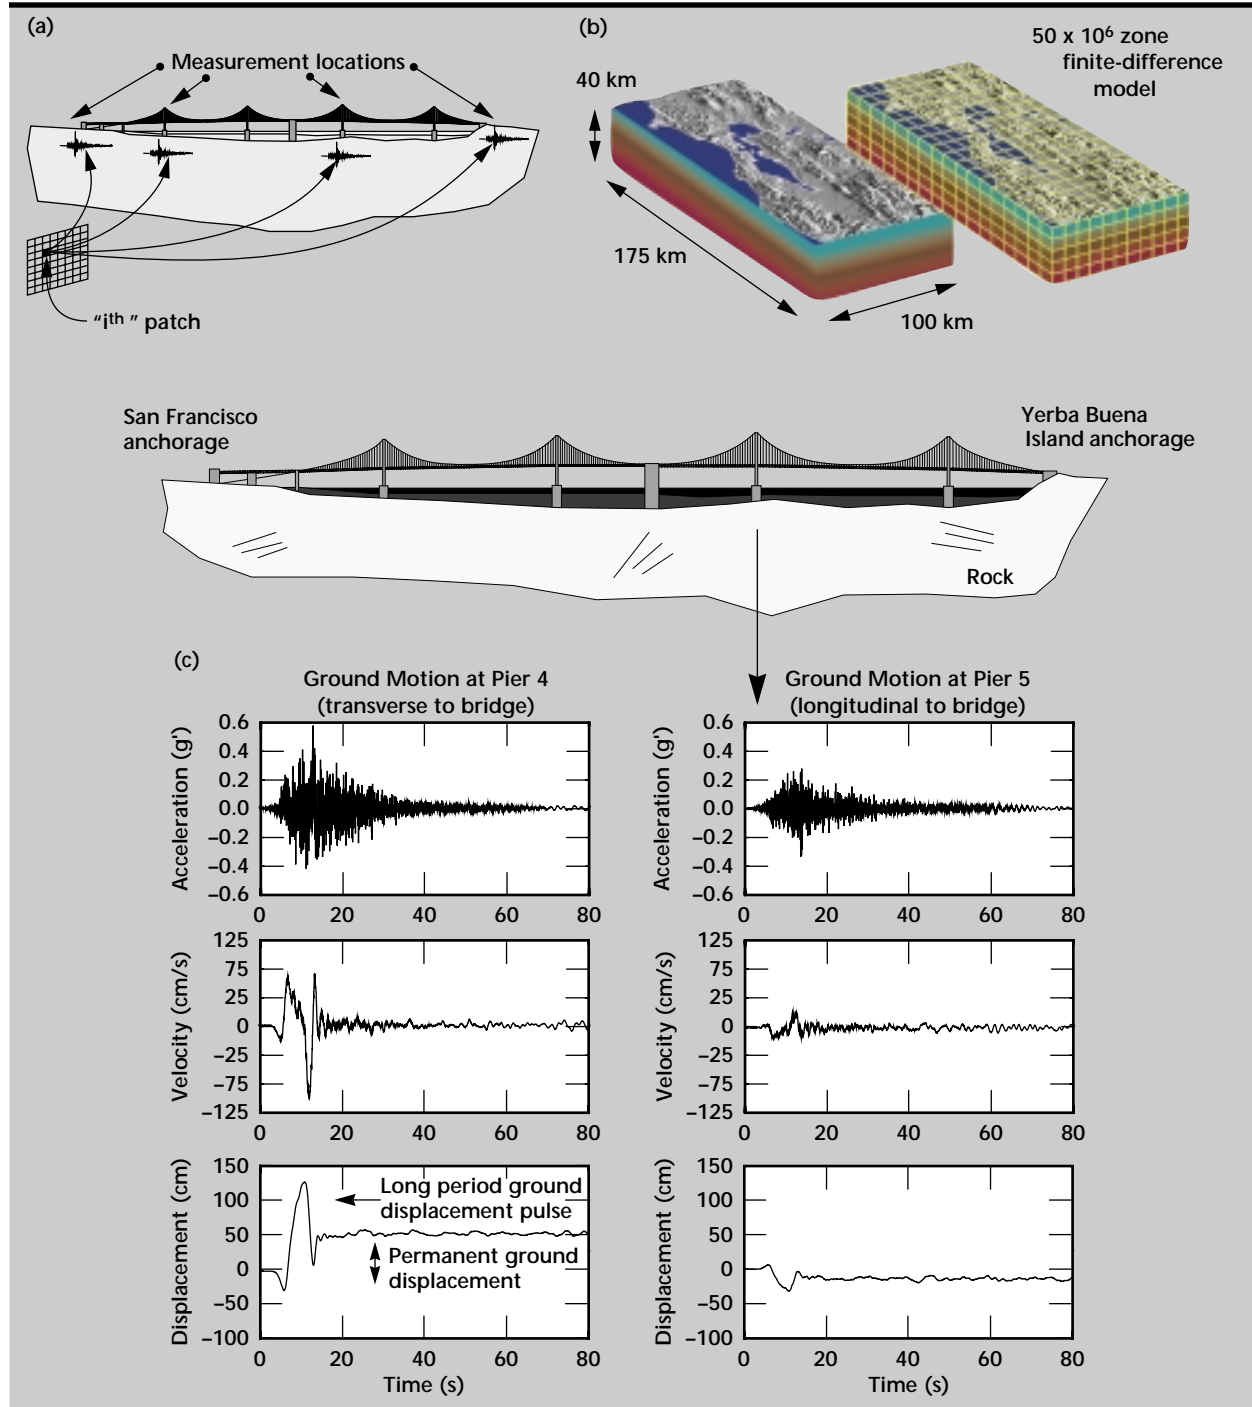 (a)
Measurement locations
"ith" patch
(b)
50 x 10⁶ zone
finite-difference
model
40 km
175 km
100 km
San Francisco
anchorage
Yerba Buena
Island anchorage
Rock
(c)
Ground Motion at Pier 4
(transverse to bridge)
Acceleration (g')
0.6
0.4
0.2
0.0
–0.2
–0.4
–0.6
0 20 40 60 80
Velocity (cm/s)
125
75
25
0
–25
–75
–125
0 20 40 60 80
Displacement (cm)
150
100
50
0
–50
–100
Long period ground
displacement pulse
Permanent ground
displacement
0 20 40 60 80
Time (s)
Ground Motion at Pier 5
(longitudinal to bridge)
Acceleration (g')
0.6
0.4
0.2
0.0
–0.2
–0.4
–0.6
0 20 40 60 80
Velocity (cm/s)
125
75
25
0
–25
–75
–125
0 20 40 60 80
Displacement (cm)
150
100
50
0
–50
–100
0 20 40 60 80
Time (s)